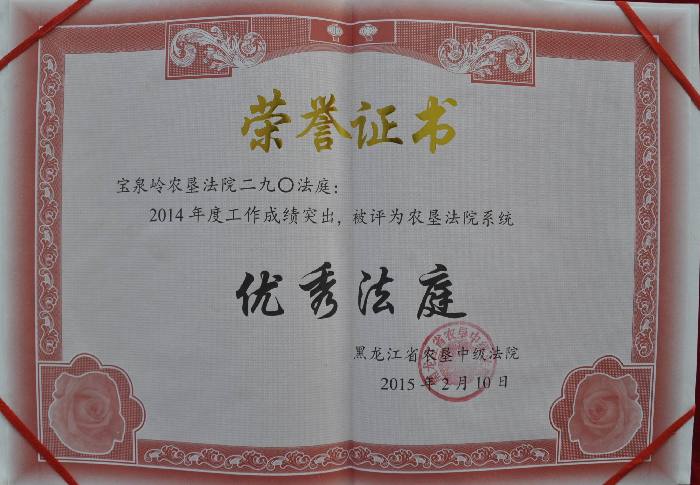 荣誉证书
宝泉岭农垦法院二九〇法庭：
2014年度工作成绩突出，被评为农垦法院系统
优秀法庭
黑龙江省农垦中级法院
2015年2月10日